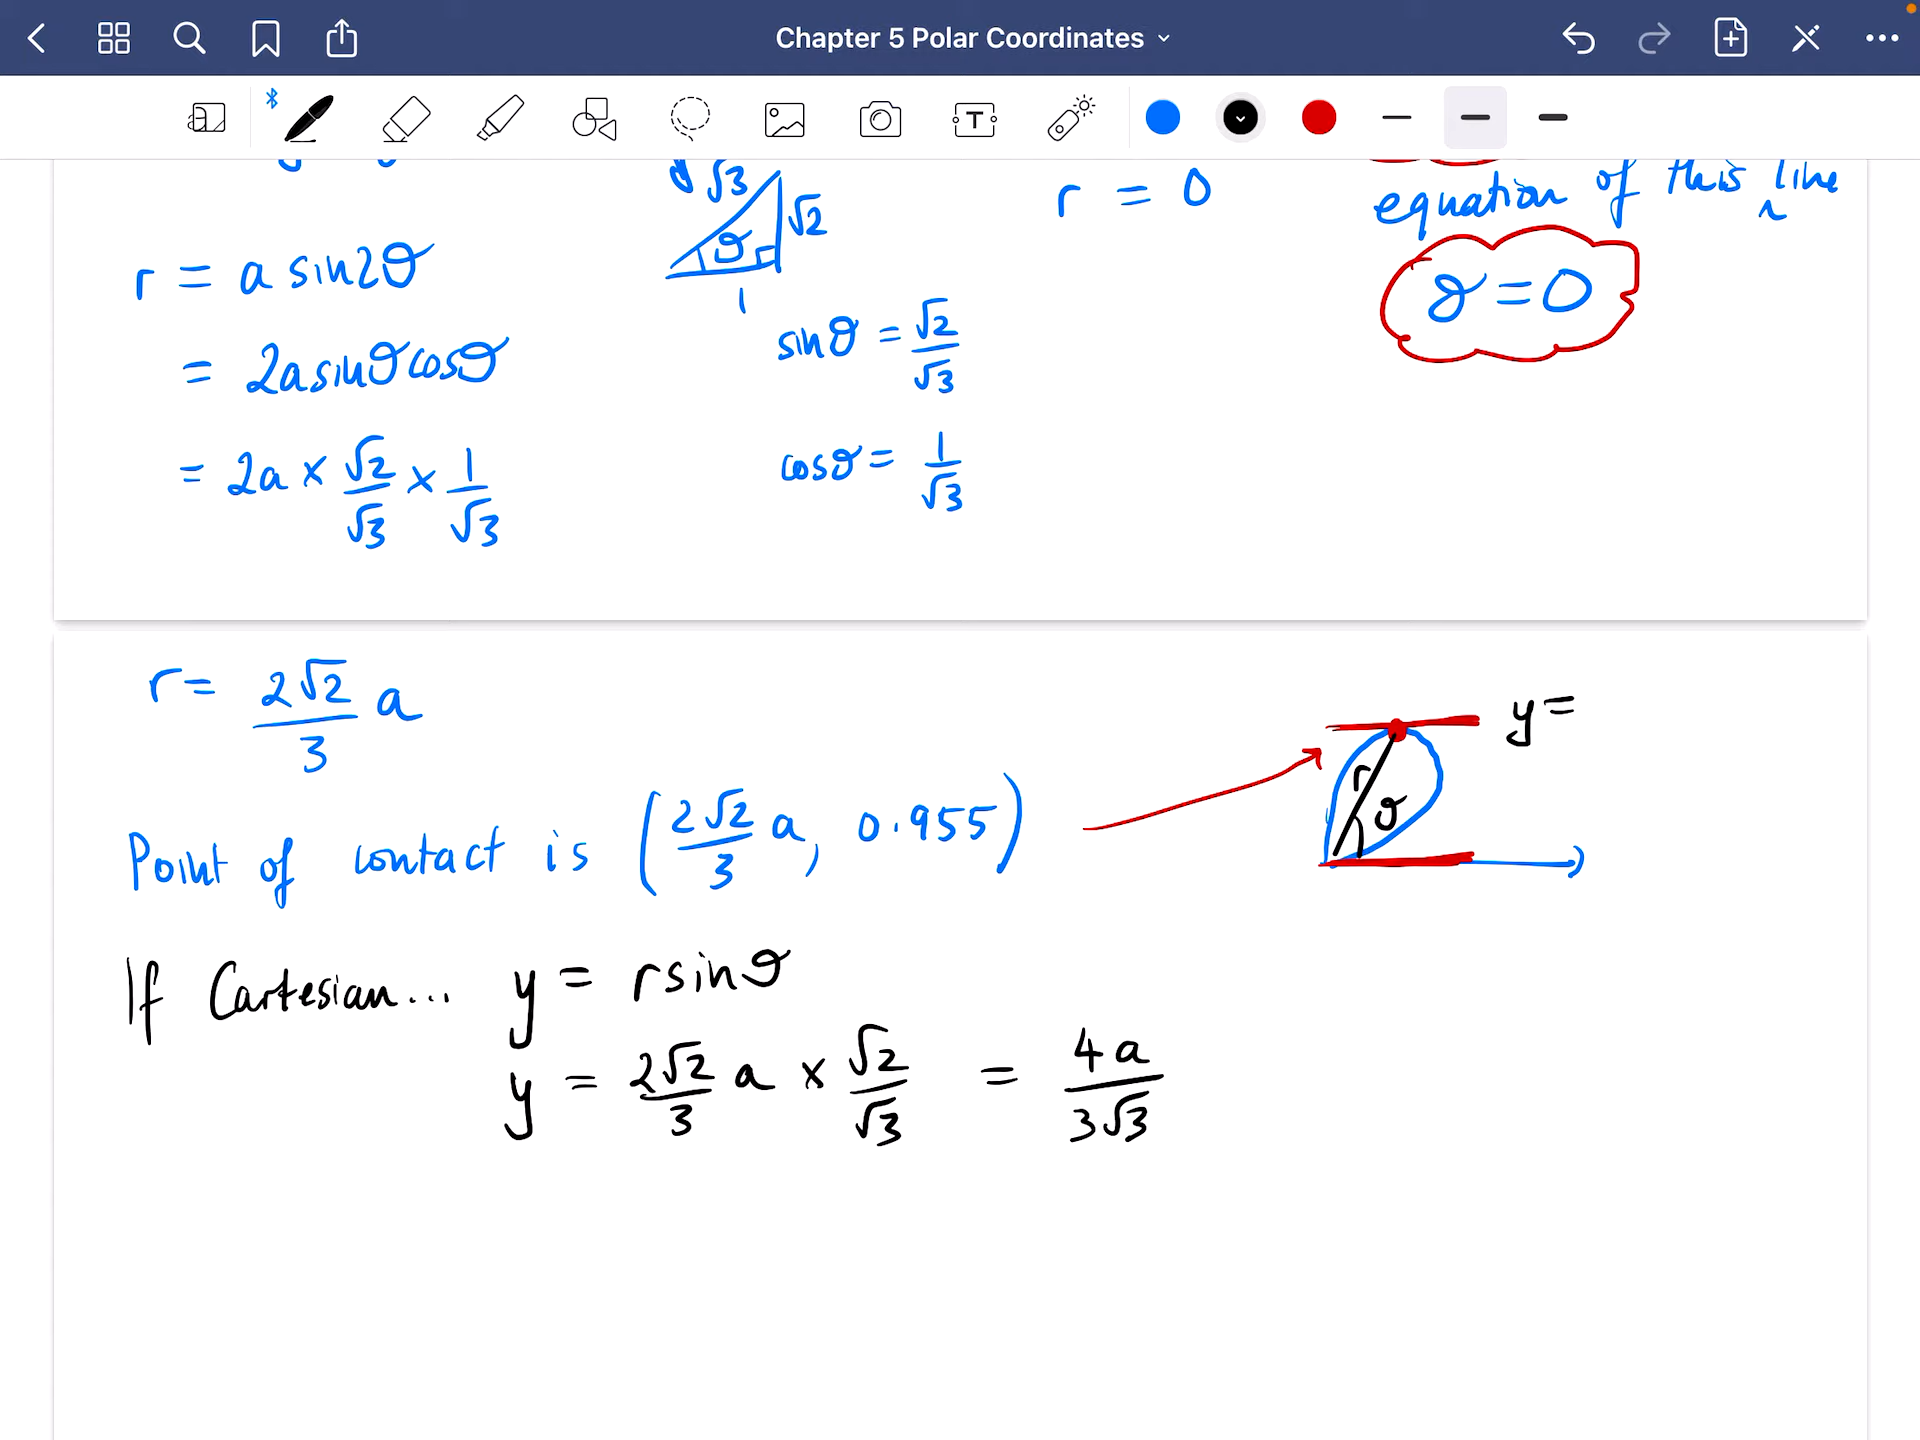 Chapter 5 Polar Coordinates
T
√3
√2
θ
1
r = 0
equation of this line
θ = 0
r = a sin2θ
= 2a sinθ cosθ
= 2a × √2/√3 × 1/√3
sinθ = √2/√3
cosθ = 1/√3
r = 2√2/3 a
y =
r
θ
Point of contact is (2√2/3 a, 0.955)
If Cartesian... y = r sinθ
y = 2√2/3 a × √2/√3 = 4a/3√3